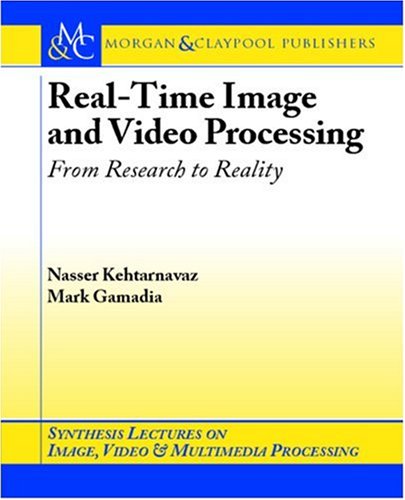 M
&C
MORGAN &CLAYPOOL PUBLISHERS
Real-Time Image
and Video Processing
From Research to Reality
Nasser Kehtarnavaz
Mark Gamadia
SYNTHESIS LECTURES ON
IMAGE, VIDEO & MULTIMEDIA PROCESSING